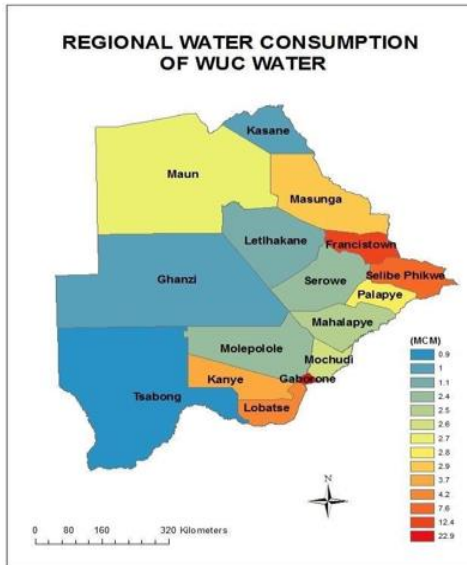 REGIONAL WATER CONSUMPTION
OF WUC WATER
Kasane
Maun
Masunga
Letlhakane
Francistown
Ghanzi
Serowe
Selibe Phikwe
Palapye
Mahalapye
Molepolole
Mochudi
Kanye
Gaborone
Tsabong
Lobatse
(MCM)
0.9
1
1.1
2.4
2.5
2.6
2.7
2.8
2.9
3.7
4.2
7.6
12.4
22.9
N
0 80 160 320 Kilometers